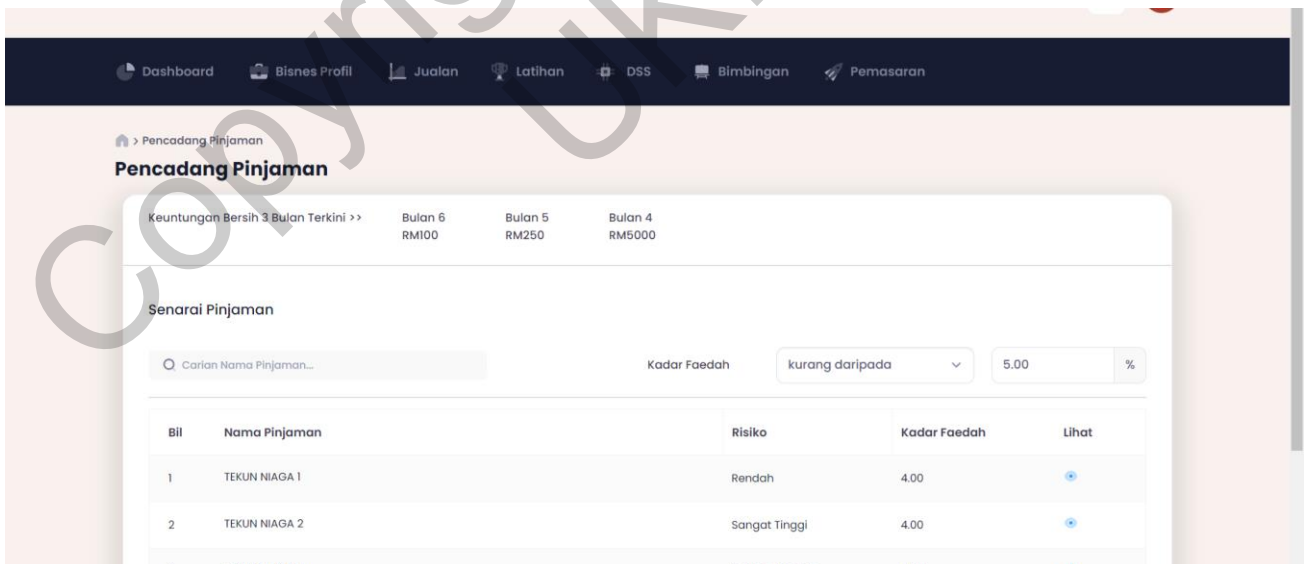 Dashboard Bisnes Profil Jualan Latihan DSS Bimbingan Pemasaran
> Pencadang Pinjaman
Pencadang Pinjaman
Keuntungan Bersih 3 Bulan Terkini >> Bulan 6 Bulan 5 Bulan 4
RM100 RM250 RM5000
Senarai Pinjaman
Carian Nama Pinjaman... Kadar Faedah kurang daripada 5.00 %
Bil Nama Pinjaman Risiko Kadar Faedah Lihat
1 TEKUN NIAGA 1 Rendah 4.00
2 TEKUN NIAGA 2 Sangat Tinggi 4.00